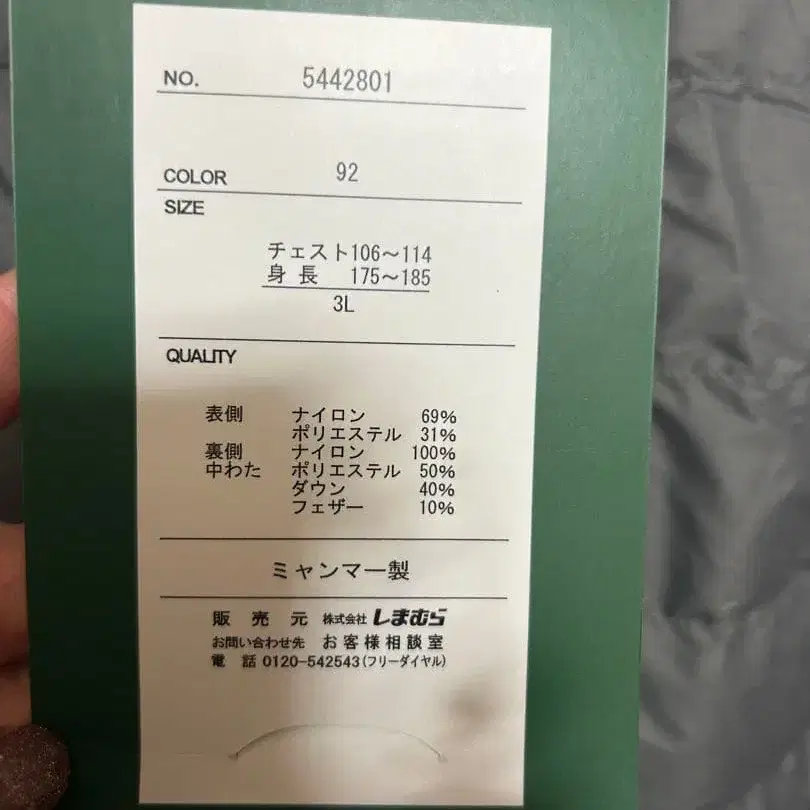 NO. 5442801
COLOR 92
SIZE
チェスト106～114
身長 175～185
3L
QUALITY
表側 ナイロン 69%
ポリエステル 31%
裏側 ナイロン 100%
中わた ポリエステル 50%
ダウン 40%
フェザー 10%
ミャンマー製
販売元 株式会社 しまむら
お問い合わせ先 お客様相談室
電話 0120-542543(フリーダイヤル)